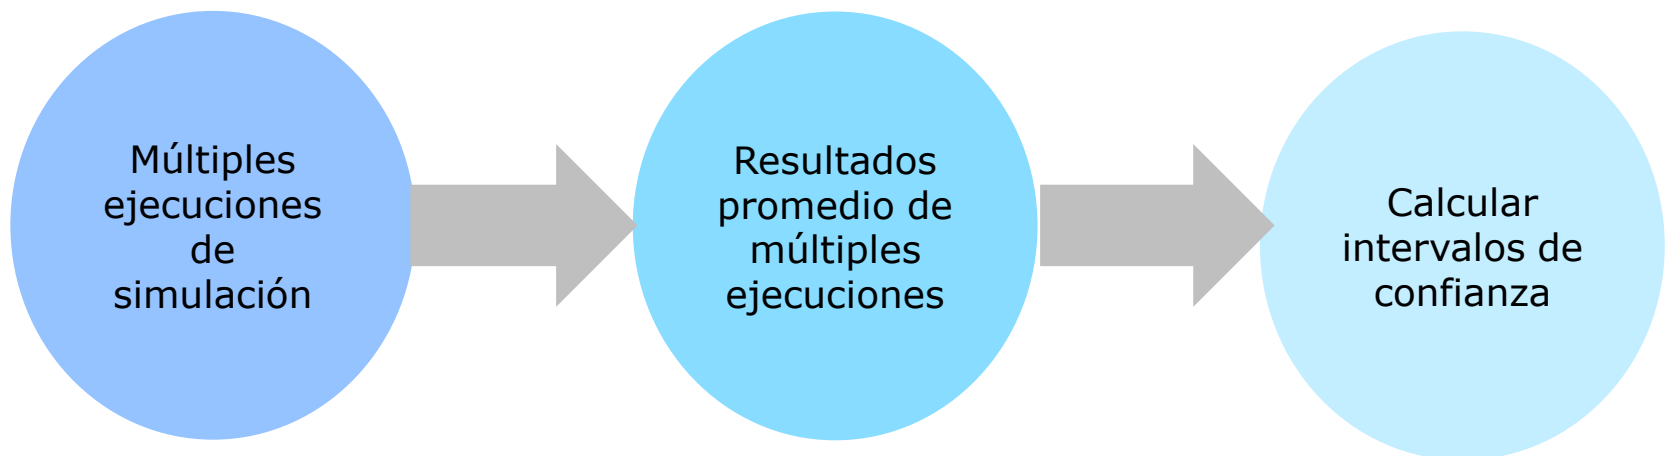 Múltiples
ejecuciones
de
simulación
Resultados
promedio de
múltiples
ejecuciones
Calcular
intervalos de
confianza